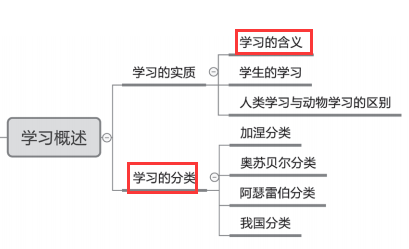 学习概述
学习的实质
学习的含义
学生的学习
人类学习与动物学习的区别
学习的分类
加涅分类
奥苏贝尔分类
阿瑟雷伯分类
我国分类